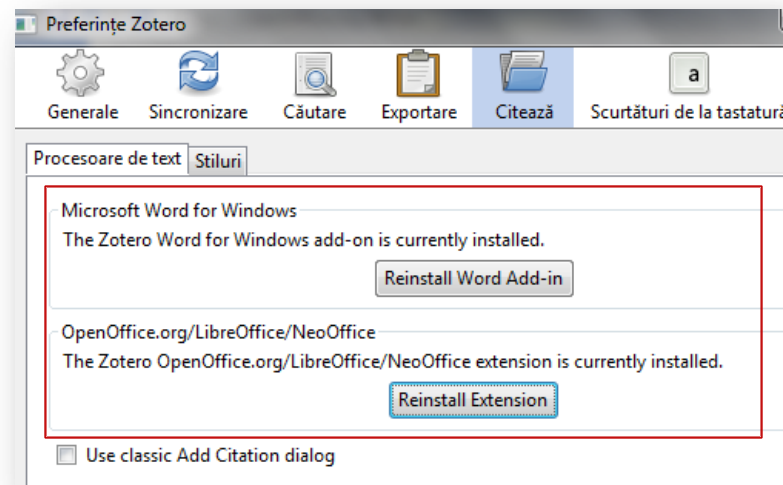 Preferințe Zotero
Generale Sincronizare Căutare Exportare Citează a Scurtături de la tastatură
Procesoare de text Stiluri
Microsoft Word for Windows
The Zotero Word for Windows add-on is currently installed.
Reinstall Word Add-in
OpenOffice.org/LibreOffice/NeoOffice
The Zotero OpenOffice.org/LibreOffice/NeoOffice extension is currently installed.
Reinstall Extension
Use classic Add Citation dialog